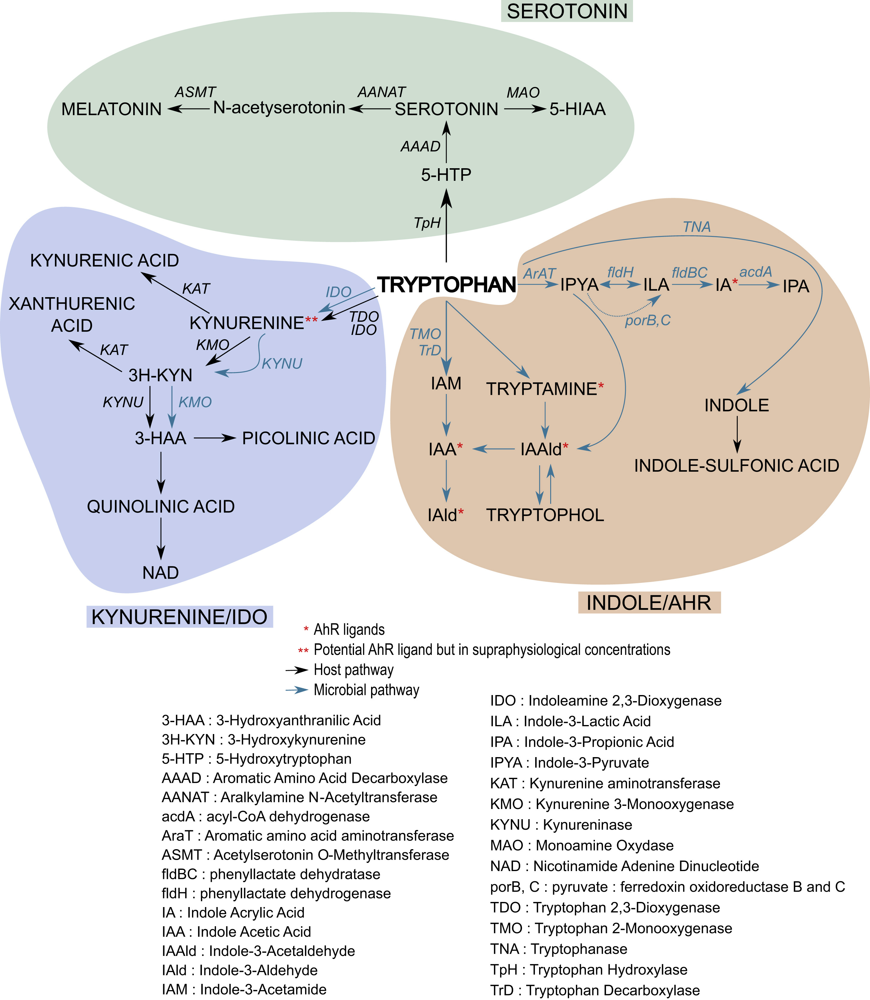 SEROTONIN
ASMT
AANAT
MAO
MELATONIN
N-acetyserotonin
SEROTONIN
5-HIAA
AAAD
5-HTP
TpH
TNA
KYNURENIC ACID
TRYPTOPHAN
ArAT
fldH
fldBC
acdA
IPYA
ILA
IA*
IPA
KAT
IDO
XANTHURENIC
ACID
KYNURENINE**
TDO
IDO
porB,C
KMO
TMO
TrD
KAT
KYNU
3H-KYN
IAM
TRYPTAMINE*
KYNU
KMO
INDOLE
3-HAA
PICOLINIC ACID
IAA*
IAAld*
INDOLE-SULFONIC ACID
QUINOLINIC ACID
IAld*
TRYPTOPHOL
NAD
KYNURENINE/IDO
INDOLE/AHR
* AhR ligands
** Potential AhR ligand but in supraphysiological concentrations
Host pathway
Microbial pathway
3-HAA : 3-Hydroxyanthranilic Acid
3H-KYN : 3-Hydroxykynurenine
5-HTP : 5-Hydroxytryptophan
AAAD : Aromatic Amino Acid Decarboxylase
AANAT : Aralkylamine N-Acetyltransferase
acdA : acyl-CoA dehydrogenase
AraT : Aromatic amino acid aminotransferase
ASMT : Acetylserotonin O-Methyltransferase
fldBC : phenyllactate dehydratase
fldH : phenyllactate dehydrogenase
IA : Indole Acrylic Acid
IAA : Indole Acetic Acid
IAAld : Indole-3-Acetaldehyde
IAld : Indole-3-Aldehyde
IAM : Indole-3-Acetamide
IDO : Indoleamine 2,3-Dioxygenase
ILA : Indole-3-Lactic Acid
IPA : Indole-3-Propionic Acid
IPYA : Indole-3-Pyruvate
KAT : Kynurenine aminotransferase
KMO : Kynurenine 3-Monooxygenase
KYNU : Kynureninase
MAO : Monoamine Oxydase
NAD : Nicotinamide Adenine Dinucleotide
porB, C : pyruvate : ferredoxin oxidoreductase B and C
TDO : Tryptophan 2,3-Dioxygenase
TMO : Tryptophan 2-Monooxygenase
TNA : Tryptophanase
TpH : Tryptophan Hydroxylase
TrD : Tryptophan Decarboxylase